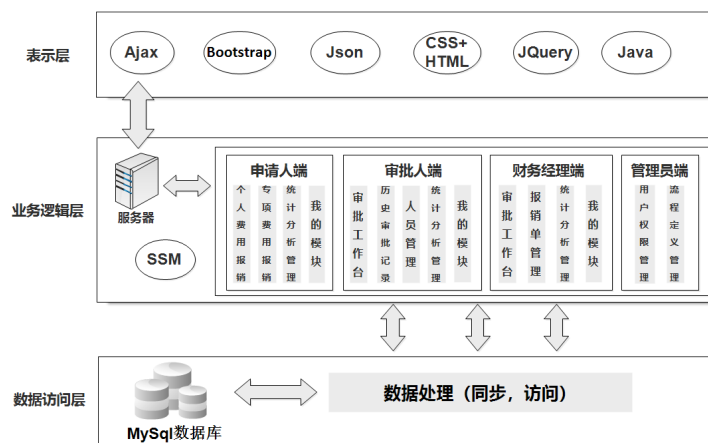 表示层
Ajax
Bootstrap
Json
CSS+
HTML
JQuery
Java
业务逻辑层
服务器
SSM
申请人端
个人费用报销
专项费用报销
统计分析管理
我的模块
审批人端
审批工作台
历史审批记录
人员管理
统计分析管理
我的模块
财务经理端
审批工作台
报销单管理
统计分析管理
我的模块
管理员端
用户权限管理
流程定义管理
数据访问层
MySql数据库
数据处理（同步，访问）